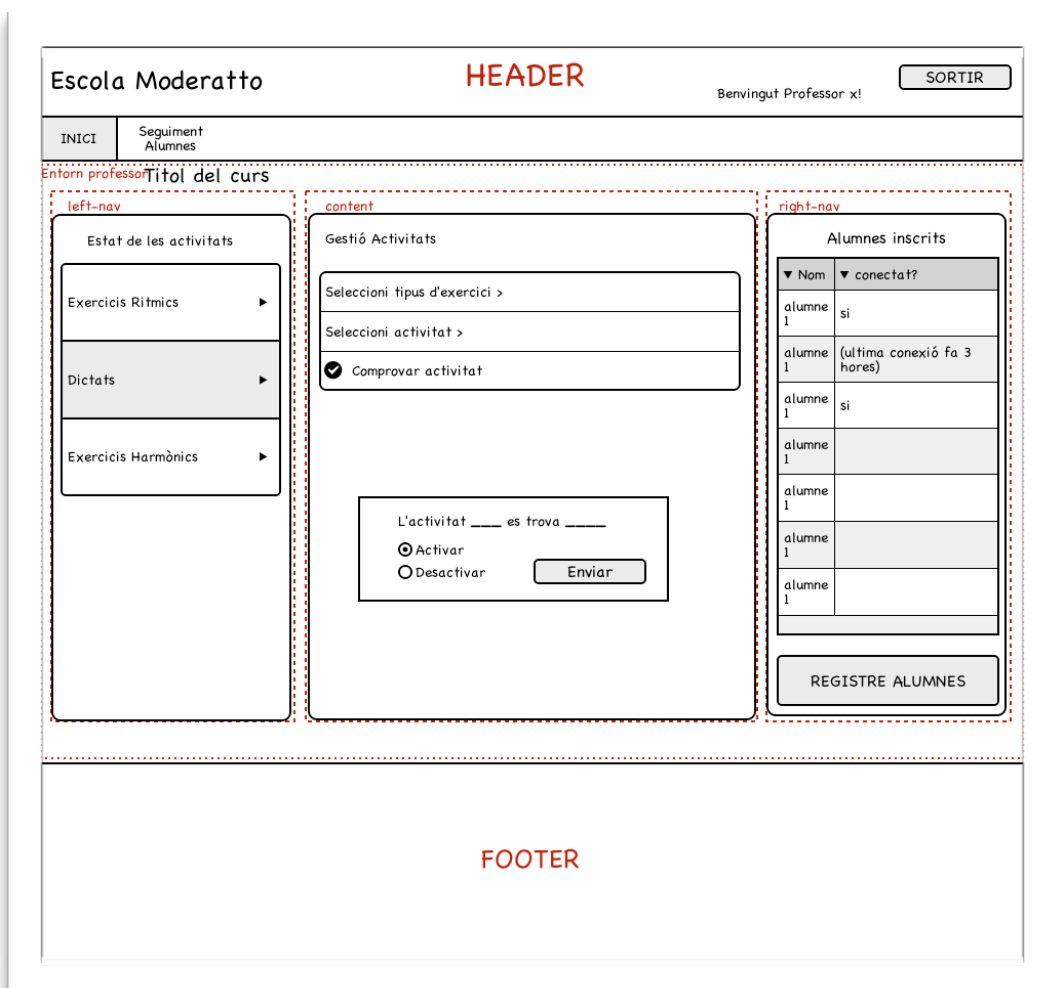 Escola Moderatto
HEADER
Benvingut Professor x!
SORTIR
INICI
Seguiment
Alumnes
Entorn professor
Titol del curs
left-nav
Estat de les activitats
Exercicis Ritmics
Dictats
Exercicis Harmònics
content
Gestió Activitats
Seleccioni tipus d'exercici >
Seleccioni activitat >
Comprovar activitat
L'activitat ___ es trova ____
Activar
Desactivar
Enviar
right-nav
Alumnes inscrits
▼ Nom ▼ conectat?
alumne
1
si
alumne
1
(ultima conexió fa 3
hores)
alumne
1
si
alumne
1
alumne
1
alumne
1
alumne
1
REGISTRE ALUMNES
FOOTER